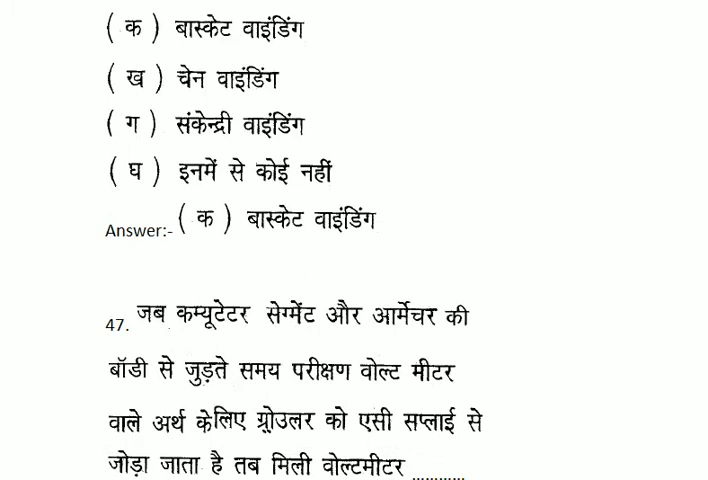 ( क ) बास्केट वाइंडिंग
( ख ) चेन वाइंडिंग
( ग ) संकेन्द्री वाइंडिंग
( घ ) इनमें से कोई नहीं
Answer:- ( क ) बास्केट वाइंडिंग
47. जब कम्यूटेटर सेग्मेंट और आर्मेचर की
बॉडी से जुड़ते समय परीक्षण वोल्ट मीटर
वाले अर्थ केलिए ग्रोउलर को एसी सप्लाई से
जोड़ा जाता है तब मिली वोल्टमीटर ............